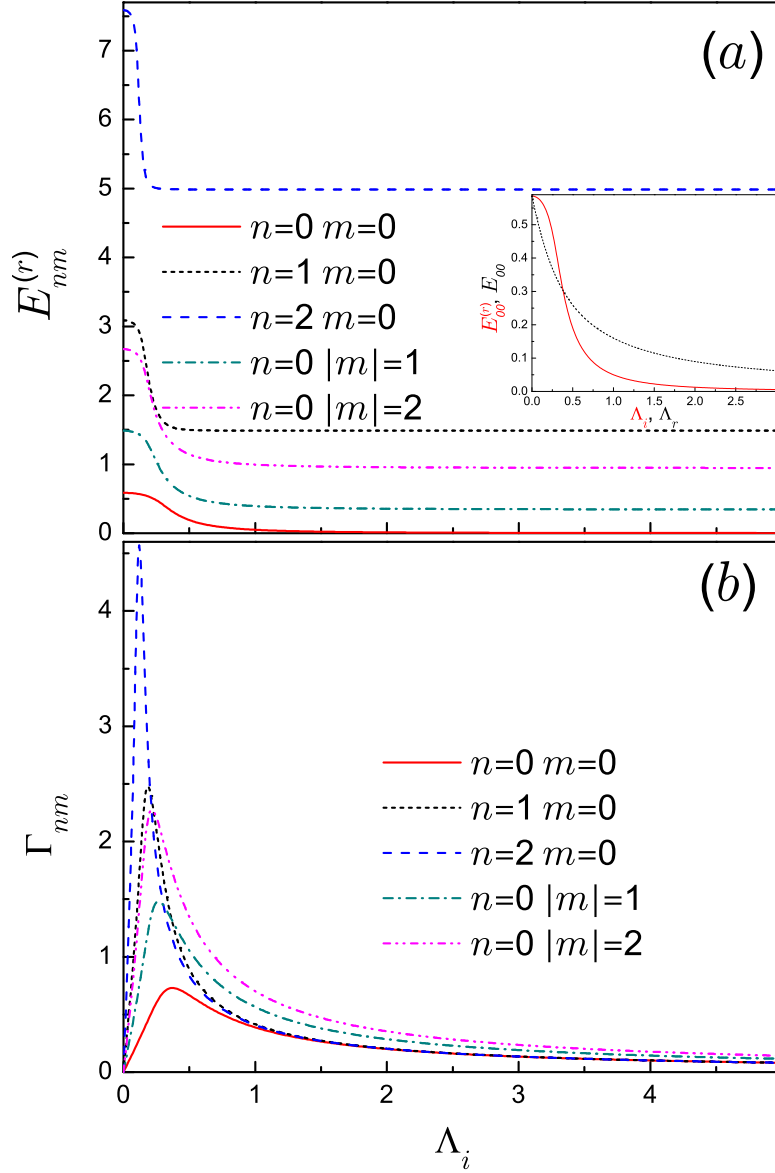 (a)
7
6
5
4
3
2
1
0
E_{nm}^{(r)}
n=0 m=0
n=1 m=0
n=2 m=0
n=0 |m|=1
n=0 |m|=2
0.5
0.4
0.3
0.2
0.1
0.0
E_{00}^{(r)}, E_{00}
0.0 0.5 1.0 1.5 2.0 2.5
Λ_i, Λ_r
(b)
4
3
2
1
0
Γ_{nm}
n=0 m=0
n=1 m=0
n=2 m=0
n=0 |m|=1
n=0 |m|=2
0 1 2 3 4
Λ_i